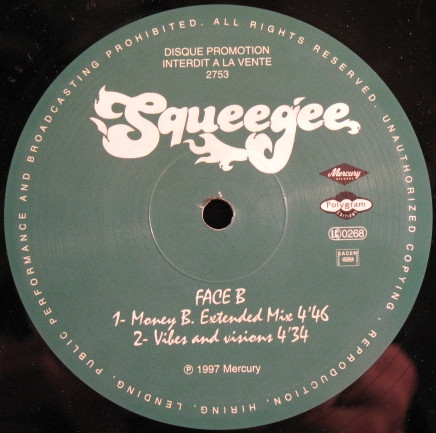 PUBLIC PERFORMANCE AND BROADCASTING PROHIBITED. ALL RIGHTS RESERVED. UNAUTHORIZED COPYING, REPRODUCTION, HIRING, LENDING,
DISQUE PROMOTION
INTERDIT A LA VENTE
2753
Squeegee
Mercury
Polygram
EDITIONS
LC 0268
SACEM
FACE B
1- Money B. Extended Mix 4'46
2- Vibes and visions 4'34
℗ 1997 Mercury